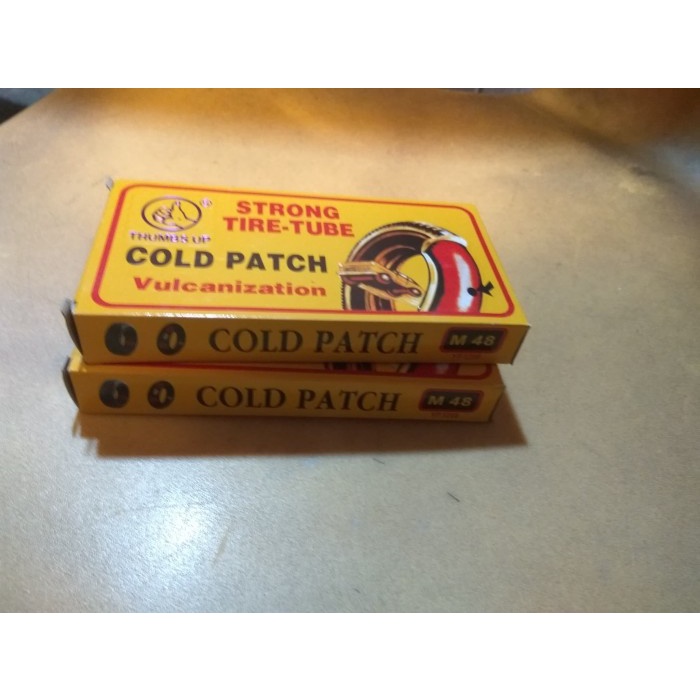 ®
THUMBS UP
STRONG
TIRE-TUBE
COLD PATCH
Vulcanization
COLD PATCH M 48
COLD PATCH M 48